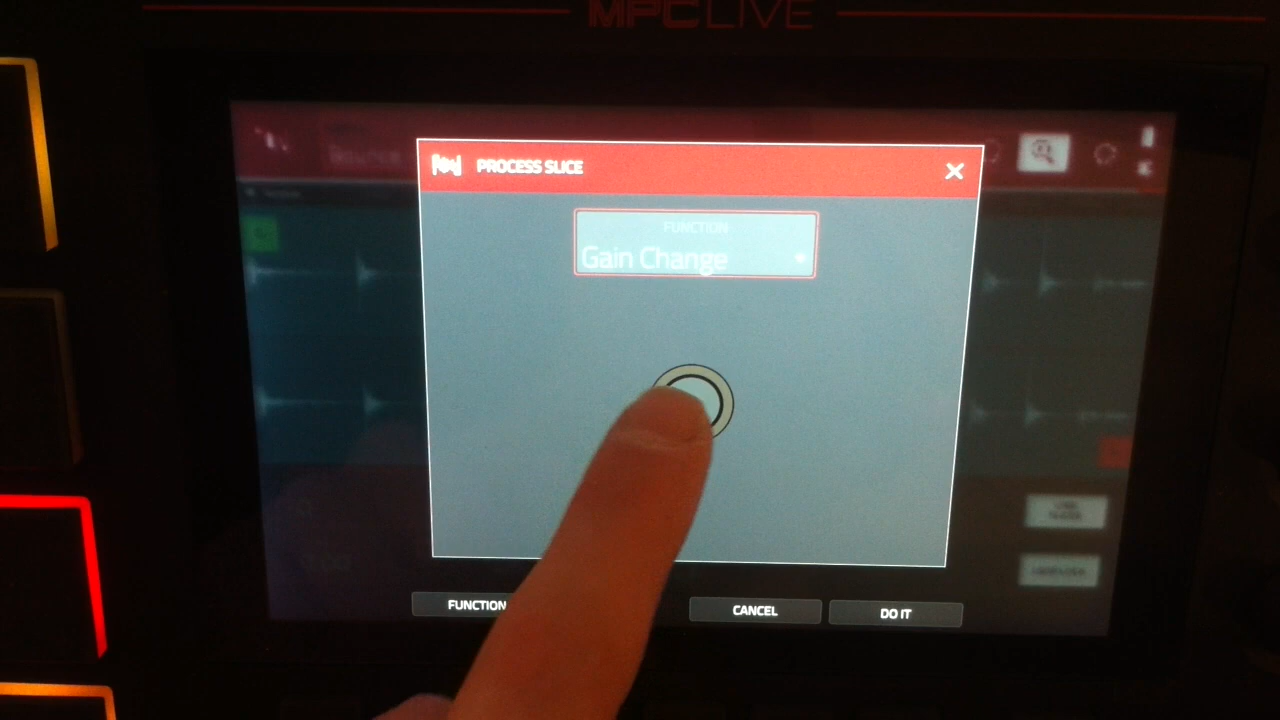 MPC LIVE
PROCESS SLICE
FUNCTION
Gain Change
FUNCTION
CANCEL
DO IT